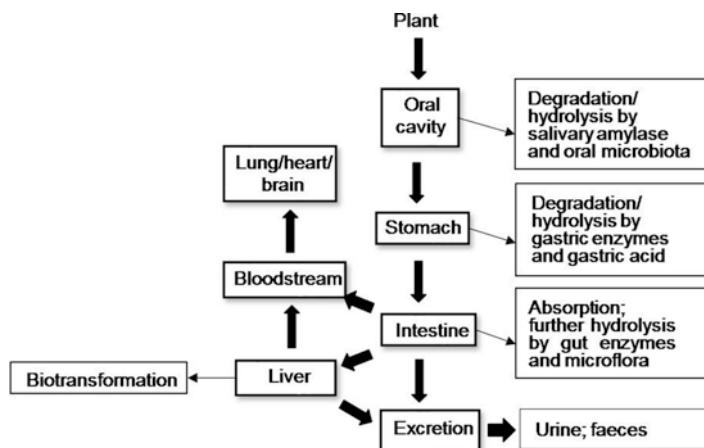 Plant
Oral
cavity
Degradation/
hydrolysis by
salivary amylase
and oral microbiota
Lung/heart/
brain
Stomach
Degradation/
hydrolysis by
gastric enzymes
and gastric acid
Bloodstream
Intestine
Absorption;
further hydrolysis
by gut enzymes
and microflora
Biotransformation
Liver
Excretion
Urine; faeces